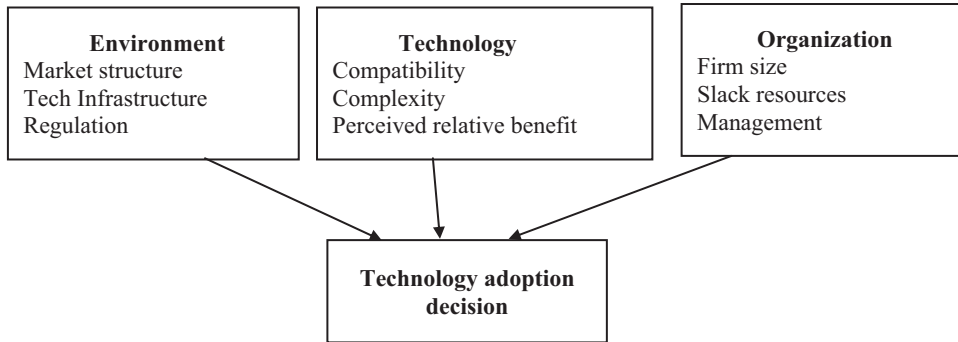 Environment
Market structure
Tech Infrastructure
Regulation
Technology
Compatibility
Complexity
Perceived relative benefit
Organization
Firm size
Slack resources
Management
Technology adoption
decision